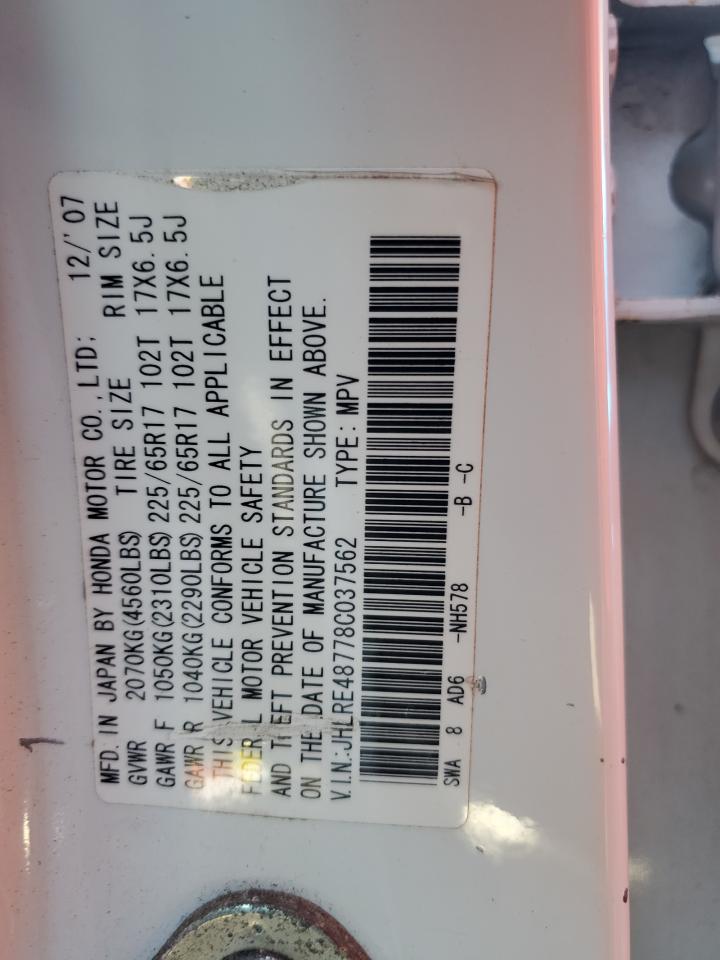 MFD. IN JAPAN BY HONDA MOTOR CO., LTD; 12/'07
GVWR 2070KG(4560LBS) TIRE SIZE RIM SIZE
GAWR F 1050KG(2310LBS) 225/65R17 102T 17X6.5J
GAWR R 1040KG(2290LBS) 225/65R17 102T 17X6.5J
THIS VEHICLE CONFORMS TO ALL APPLICABLE
FEDERAL MOTOR VEHICLE SAFETY
AND THEFT PREVENTION STANDARDS IN EFFECT
ON THE DATE OF MANUFACTURE SHOWN ABOVE.
V.I.N.:JHLRE48778C037562 TYPE:MPV
SWA 8 AD6 -NH578 -B -C